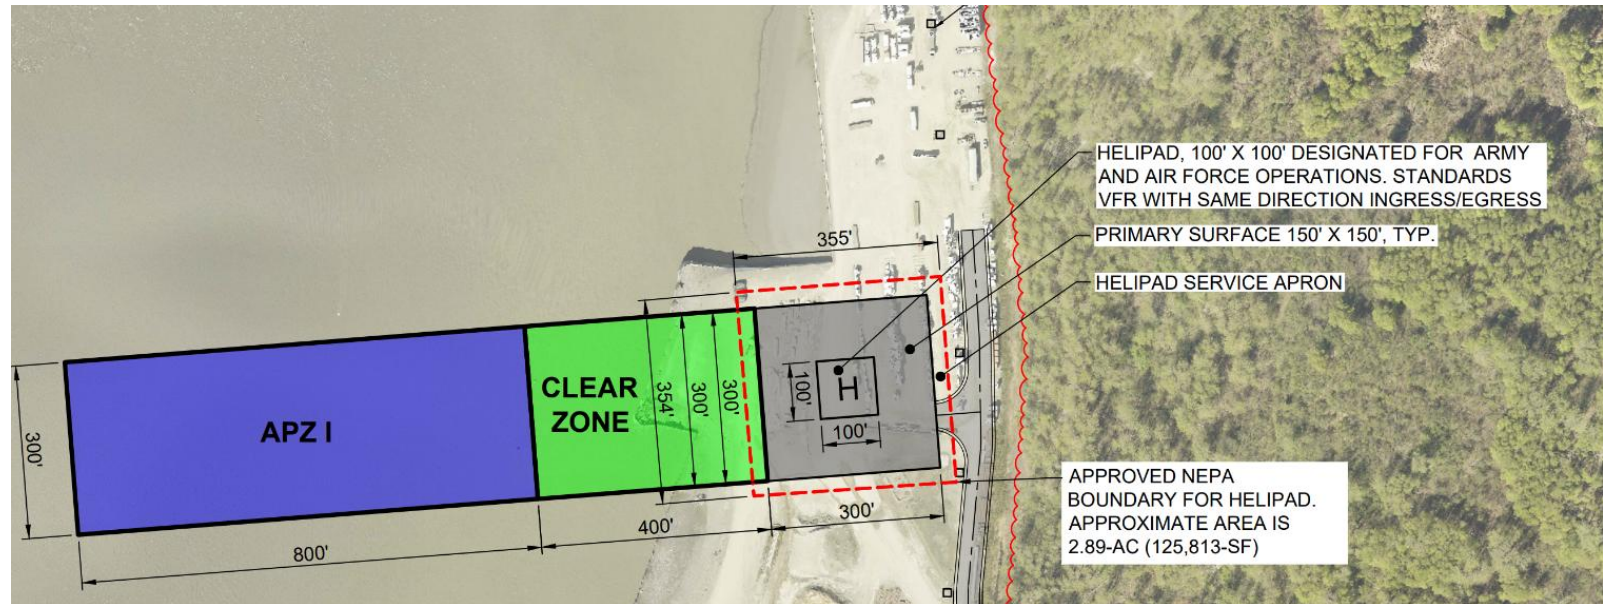 HELIPAD, 100' X 100' DESIGNATED FOR ARMY
AND AIR FORCE OPERATIONS. STANDARDS
VFR WITH SAME DIRECTION INGRESS/EGRESS
355'
PRIMARY SURFACE 150' X 150', TYP.
HELIPAD SERVICE APRON
300'
APZ I
CLEAR
ZONE
354'
300'
300'
100'
H
100'
800'
400'
300'
APPROVED NEPA
BOUNDARY FOR HELIPAD.
APPROXIMATE AREA IS
2.89-AC (125,813-SF)